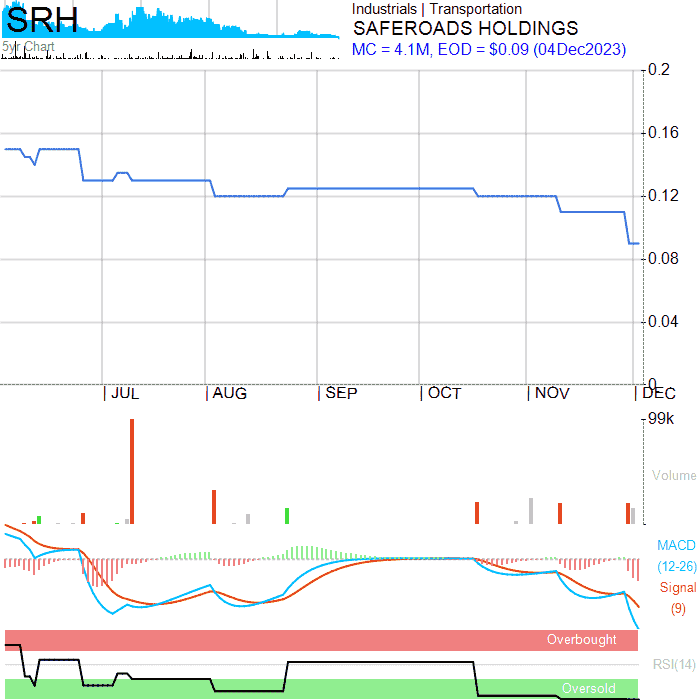 SRH
5yr Chart
Industrials | Transportation
SAFEROADS HOLDINGS
MC = 4.1M, EOD = $0.09 (04Dec2023)
0.2
0.16
0.12
0.08
0.04
0
JUL AUG SEP OCT NOV DEC
99k
Volume
MACD
(12-26)
Signal
(9)
Overbought
RSI(14)
Oversold